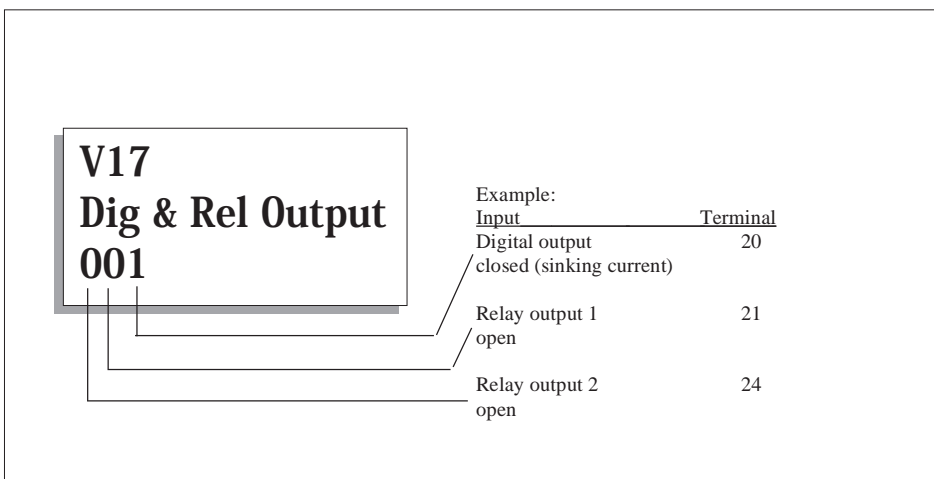 V17
Dig & Rel Output
001
Example:
Input Terminal
Digital output 20
closed (sinking current)
Relay output 1 21
open
Relay output 2 24
open